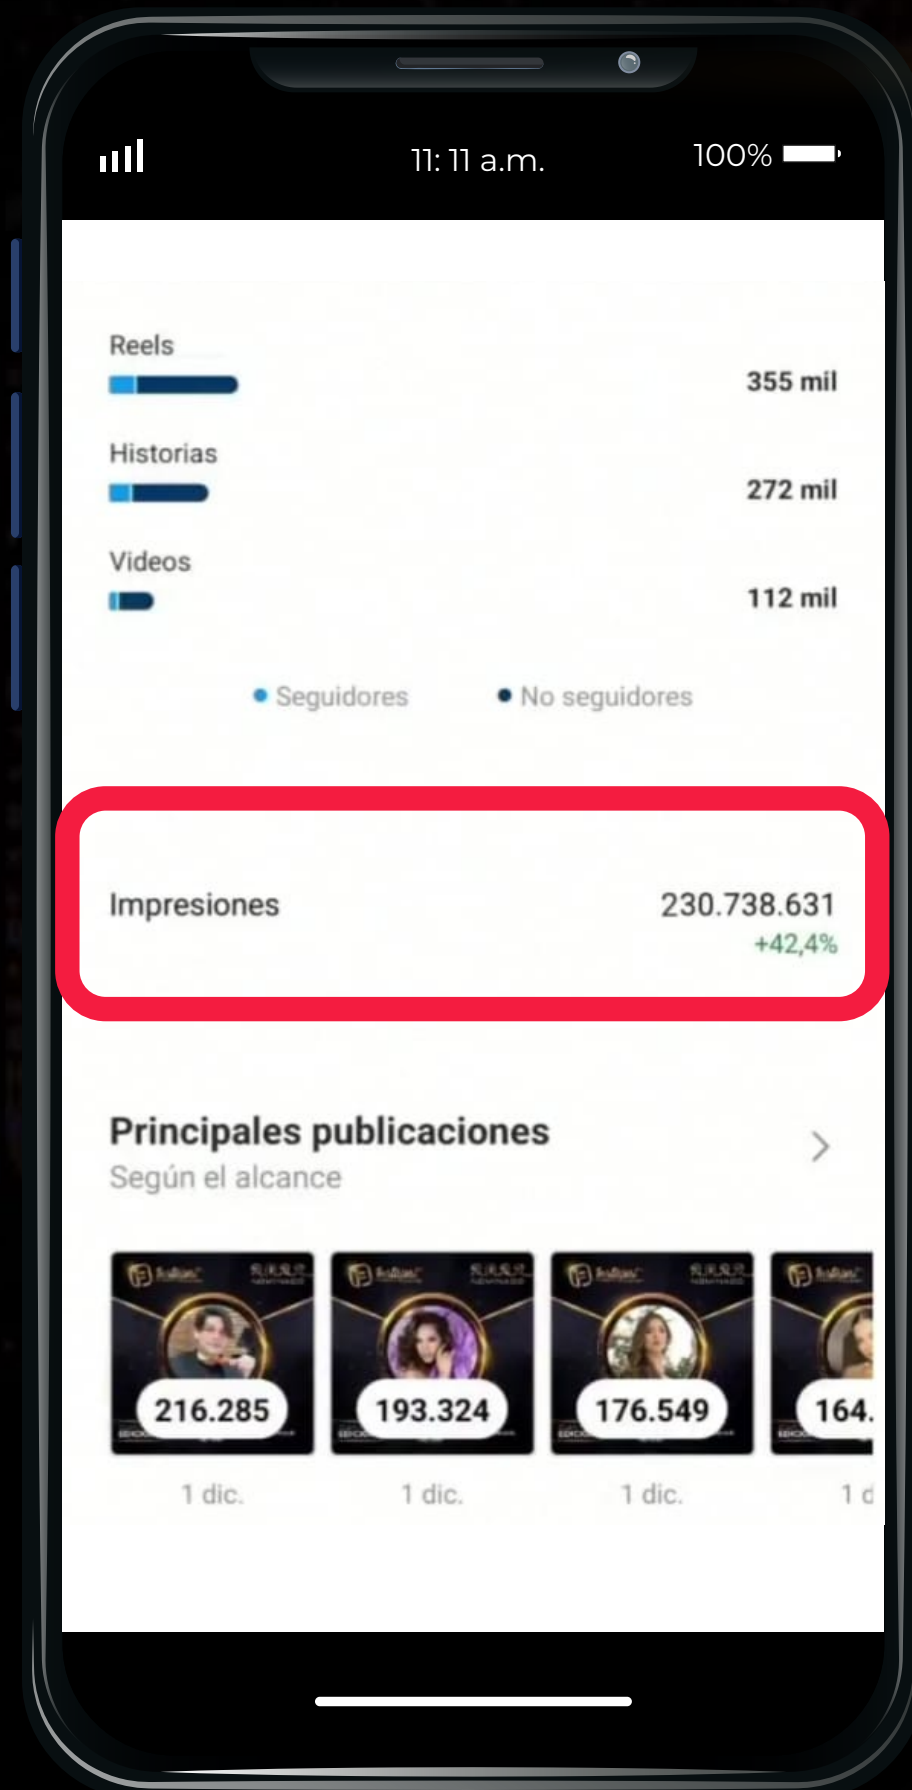 11: 11 a.m.
100%
Reels
355 mil
Historias
272 mil
Videos
112 mil
Seguidores
No seguidores
Impresiones
230.738.631
+42,4%
Principales publicaciones
Según el alcance
216.285
193.324
176.549
164.
1 dic.
1 dic.
1 dic.
1 d